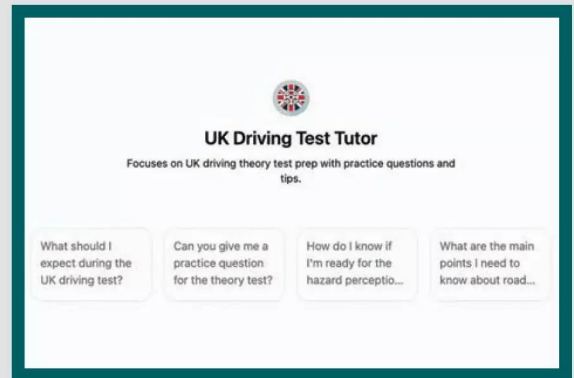 UK Driving Test Tutor
Focuses on UK driving theory test prep with practice questions and
tips.
What should I
expect during the
UK driving test?
Can you give me a
practice question
for the theory test?
How do I know if
I'm ready for the
hazard perceptio...
What are the main
points I need to
know about road...